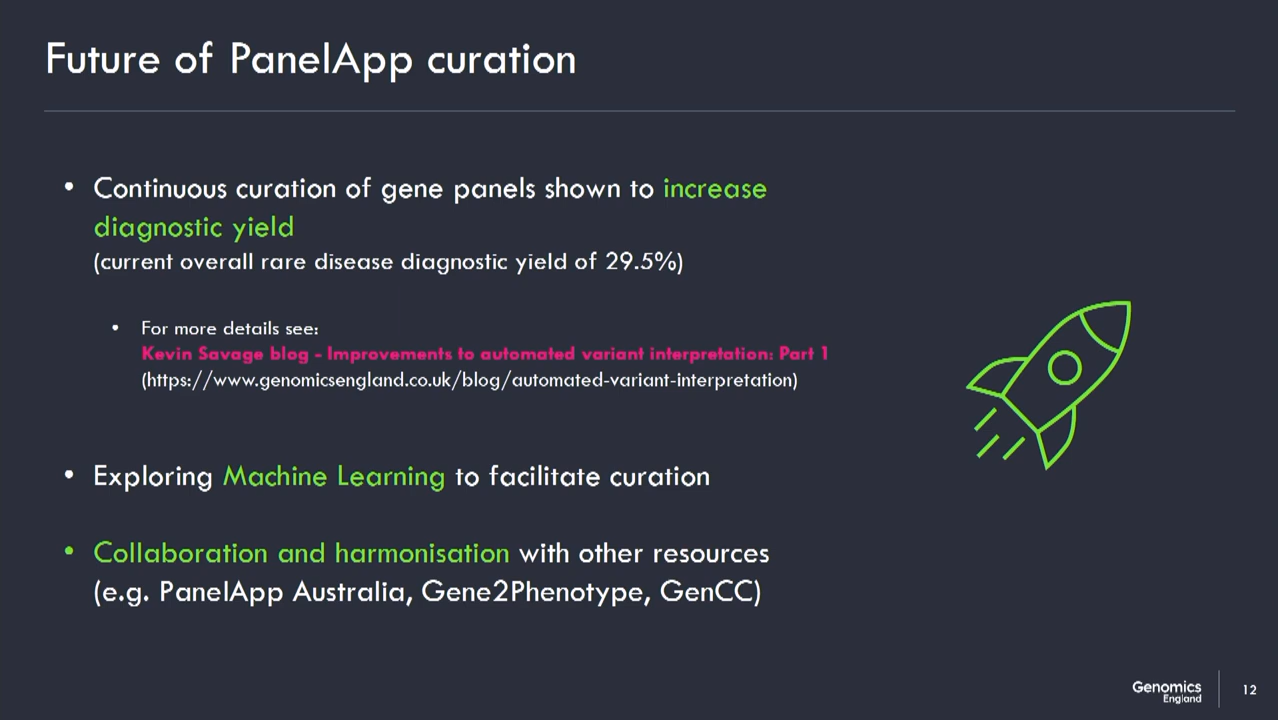 Future of PanelApp curation
• Continuous curation of gene panels shown to increase
diagnostic yield
(current overall rare disease diagnostic yield of 29.5%)
• For more details see:
Kevin Savage blog - Improvements to automated variant interpretation: Part 1
(https://www.genomicsengland.co.uk/blog/automated-variant-interpretation)
• Exploring Machine Learning to facilitate curation
• Collaboration and harmonisation with other resources
(e.g. PanelApp Australia, Gene2Phenotype, GenCC)
Genomics
England
12